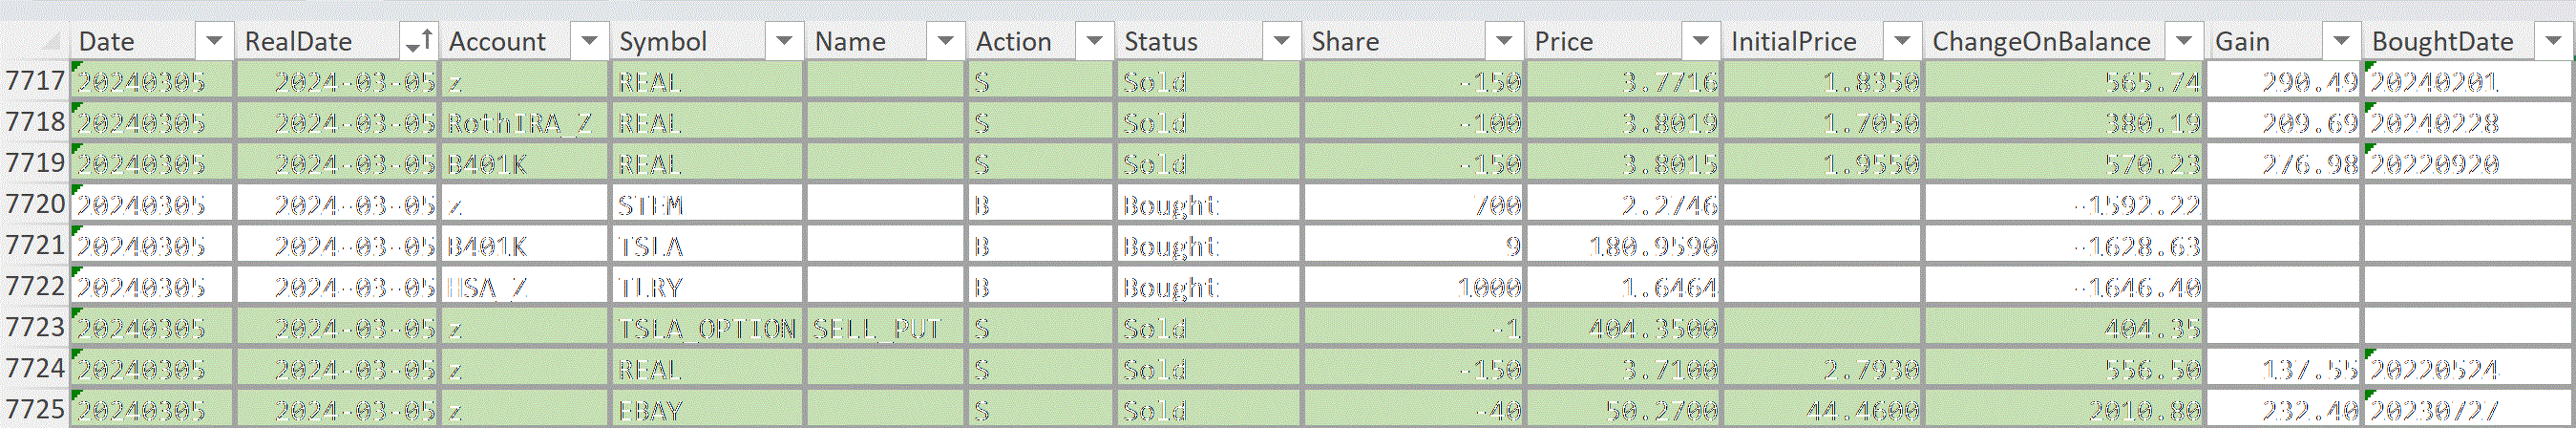 Date RealDate Account Symbol Name Action Status Share Price InitialPrice ChangeOnBalance Gain BoughtDate
7717 20240305 2024-03-05 z REAL S Sold -150 3.7716 1.8350 565.74 290.49 20240201
7718 20240305 2024-03-05 RothIRA_Z REAL S Sold -100 3.8019 1.7050 380.19 209.69 20240228
7719 20240305 2024-03-05 B401K REAL S Sold -150 3.8015 1.9550 570.23 276.98 20220920
7720 20240305 2024-03-05 z STEM B Bought 700 2.2746 -1592.22
7721 20240305 2024-03-05 B401K TSLA B Bought 9 180.9590 -1628.63
7722 20240305 2024-03-05 HSA_Z TLRY B Bought 1000 1.6464 -1646.40
7723 20240305 2024-03-05 z TSLA_OPTION SELL_PUT S Sold -1 404.3500 404.35
7724 20240305 2024-03-05 z REAL S Sold -150 3.7100 2.7930 556.50 137.55 20220524
7725 20240305 2024-03-05 z EBAY S Sold -40 50.2700 44.4600 2010.80 232.40 20230727